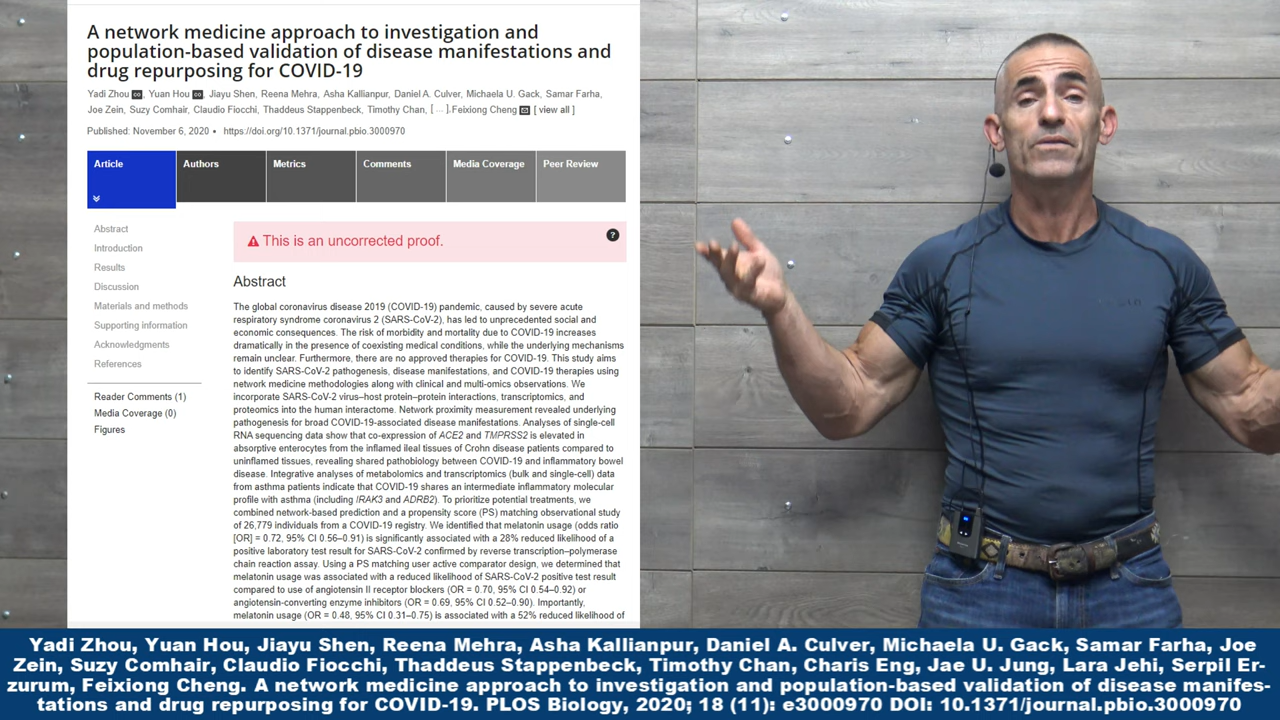 A network medicine approach to investigation and
population-based validation of disease manifestations and
drug repurposing for COVID-19
Yadi Zhou, Yuan Hou, Jiayu Shen, Reena Mehra, Asha Kallianpur, Daniel A. Culver, Michaela U. Gack, Samar Farha,
Joe Zein, Suzy Comhair, Claudio Fiocchi, Thaddeus Stappenbeck, Timothy Chan, [ ... ], Feixiong Cheng [ view all ]
Published: November 6, 2020 • https://doi.org/10.1371/journal.pbio.3000970
Article
Authors
Metrics
Comments
Media Coverage
Peer Review
Abstract
Introduction
Results
Discussion
Materials and methods
Supporting information
Acknowledgments
References
Reader Comments (1)
Media Coverage (0)
Figures
This is an uncorrected proof.
?
Abstract
The global coronavirus disease 2019 (COVID-19) pandemic, caused by severe acute
respiratory syndrome coronavirus 2 (SARS-CoV-2), has led to unprecedented social and
economic consequences. The risk of morbidity and mortality due to COVID-19 increases
dramatically in the presence of coexisting medical conditions, while the underlying mechanisms
remain unclear. Furthermore, there are no approved therapies for COVID-19. This study aims
to identify SARS-CoV-2 pathogenesis, disease manifestations, and COVID-19 therapies using
network medicine methodologies along with clinical and multi-omics observations. We
incorporate SARS-CoV-2 virus–host protein–protein interactions, transcriptomics, and
proteomics into the human interactome. Network proximity measurement revealed underlying
pathogenesis for broad COVID-19-associated disease manifestations. Analyses of single-cell
RNA sequencing data show that co-expression of ACE2 and TMPRSS2 is elevated in
absorptive enterocytes from the inflamed ileal tissues of Crohn disease patients compared to
uninflamed tissues, revealing shared pathobiology between COVID-19 and inflammatory bowel
disease. Integrative analyses of metabolomics and transcriptomics (bulk and single-cell) data
from asthma patients indicate that COVID-19 shares an intermediate inflammatory molecular
profile with asthma (including IRAK3 and ADRB2). To prioritize potential treatments, we
combined network-based prediction and a propensity score (PS) matching observational study
of 26,779 individuals from a COVID-19 registry. We identified that melatonin usage (odds ratio
[OR] = 0.72, 95% CI 0.56–0.91) is significantly associated with a 28% reduced likelihood of a
positive laboratory test result for SARS-CoV-2 confirmed by reverse transcription–polymerase
chain reaction assay. Using a PS matching user active comparator design, we determined that
melatonin usage was associated with a reduced likelihood of SARS-CoV-2 positive test result
compared to use of angiotensin II receptor blockers (OR = 0.70, 95% CI 0.54–0.92) or
angiotensin-converting enzyme inhibitors (OR = 0.69, 95% CI 0.52–0.90). Importantly,
melatonin usage (OR = 0.48, 95% CI 0.31–0.75) is associated with a 52% reduced likelihood of
Yadi Zhou, Yuan Hou, Jiayu Shen, Reena Mehra, Asha Kallianpur, Daniel A. Culver, Michaela U. Gack, Samar Farha, Joe
Zein, Suzy Comhair, Claudio Fiocchi, Thaddeus Stappenbeck, Timothy Chan, Charis Eng, Jae U. Jung, Lara Jehi, Serpil Er-
zurum, Feixiong Cheng. A network medicine approach to investigation and population-based validation of disease manifes-
tations and drug repurposing for COVID-19. PLOS Biology, 2020; 18 (11): e3000970 DOI: 10.1371/journal.pbio.3000970